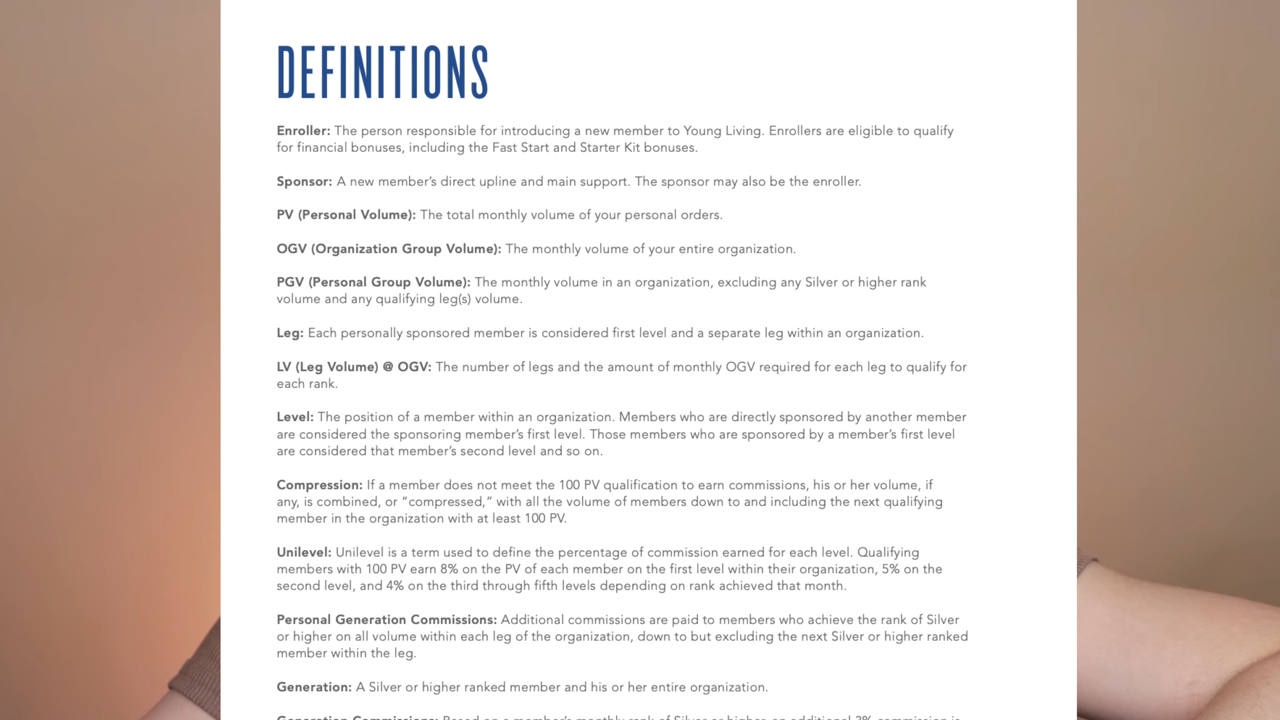 DEFINITIONS
Enroller: The person responsible for introducing a new member to Young Living. Enrollers are eligible to qualify
for financial bonuses, including the Fast Start and Starter Kit bonuses.
Sponsor: A new member's direct upline and main support. The sponsor may also be the enroller.
PV (Personal Volume): The total monthly volume of your personal orders.
OGV (Organization Group Volume): The monthly volume of your entire organization.
PGV (Personal Group Volume): The monthly volume in an organization, excluding any Silver or higher rank
volume and any qualifying leg(s) volume.
Leg: Each personally sponsored member is considered first level and a separate leg within an organization.
LV (Leg Volume) @ OGV: The number of legs and the amount of monthly OGV required for each leg to qualify for
each rank.
Level: The position of a member within an organization. Members who are directly sponsored by another member
are considered the sponsoring member's first level. Those members who are sponsored by a member's first level
are considered that member's second level and so on.
Compression: If a member does not meet the 100 PV qualification to earn commissions, his or her volume, if
any, is combined, or “compressed,” with all the volume of members down to and including the next qualifying
member in the organization with at least 100 PV.
Unilevel: Unilevel is a term used to define the percentage of commission earned for each level. Qualifying
members with 100 PV earn 8% on the PV of each member on the first level within their organization, 5% on the
second level, and 4% on the third through fifth levels depending on rank achieved that month.
Personal Generation Commissions: Additional commissions are paid to members who achieve the rank of Silver
or higher on all volume within each leg of the organization, down to but excluding the next Silver or higher ranked
member within the leg.
Generation: A Silver or higher ranked member and his or her entire organization.
Generation Commissions: Based on a member's monthly rank of Silver or higher, an additional 3% commission is